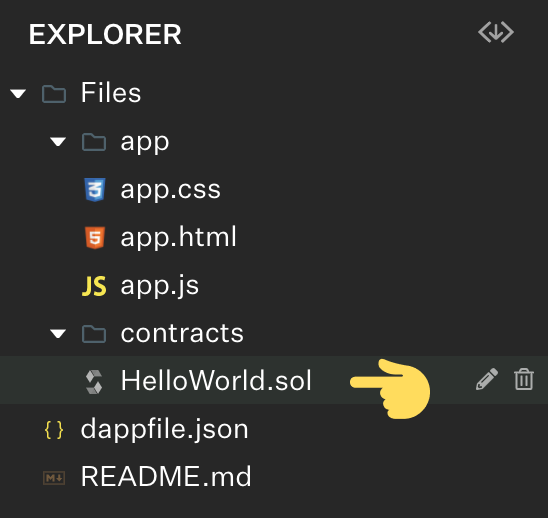 EXPLORER
Files
app
app.css
app.html
JS app.js
contracts
HelloWorld.sol
{ } dappfile.json
README.md